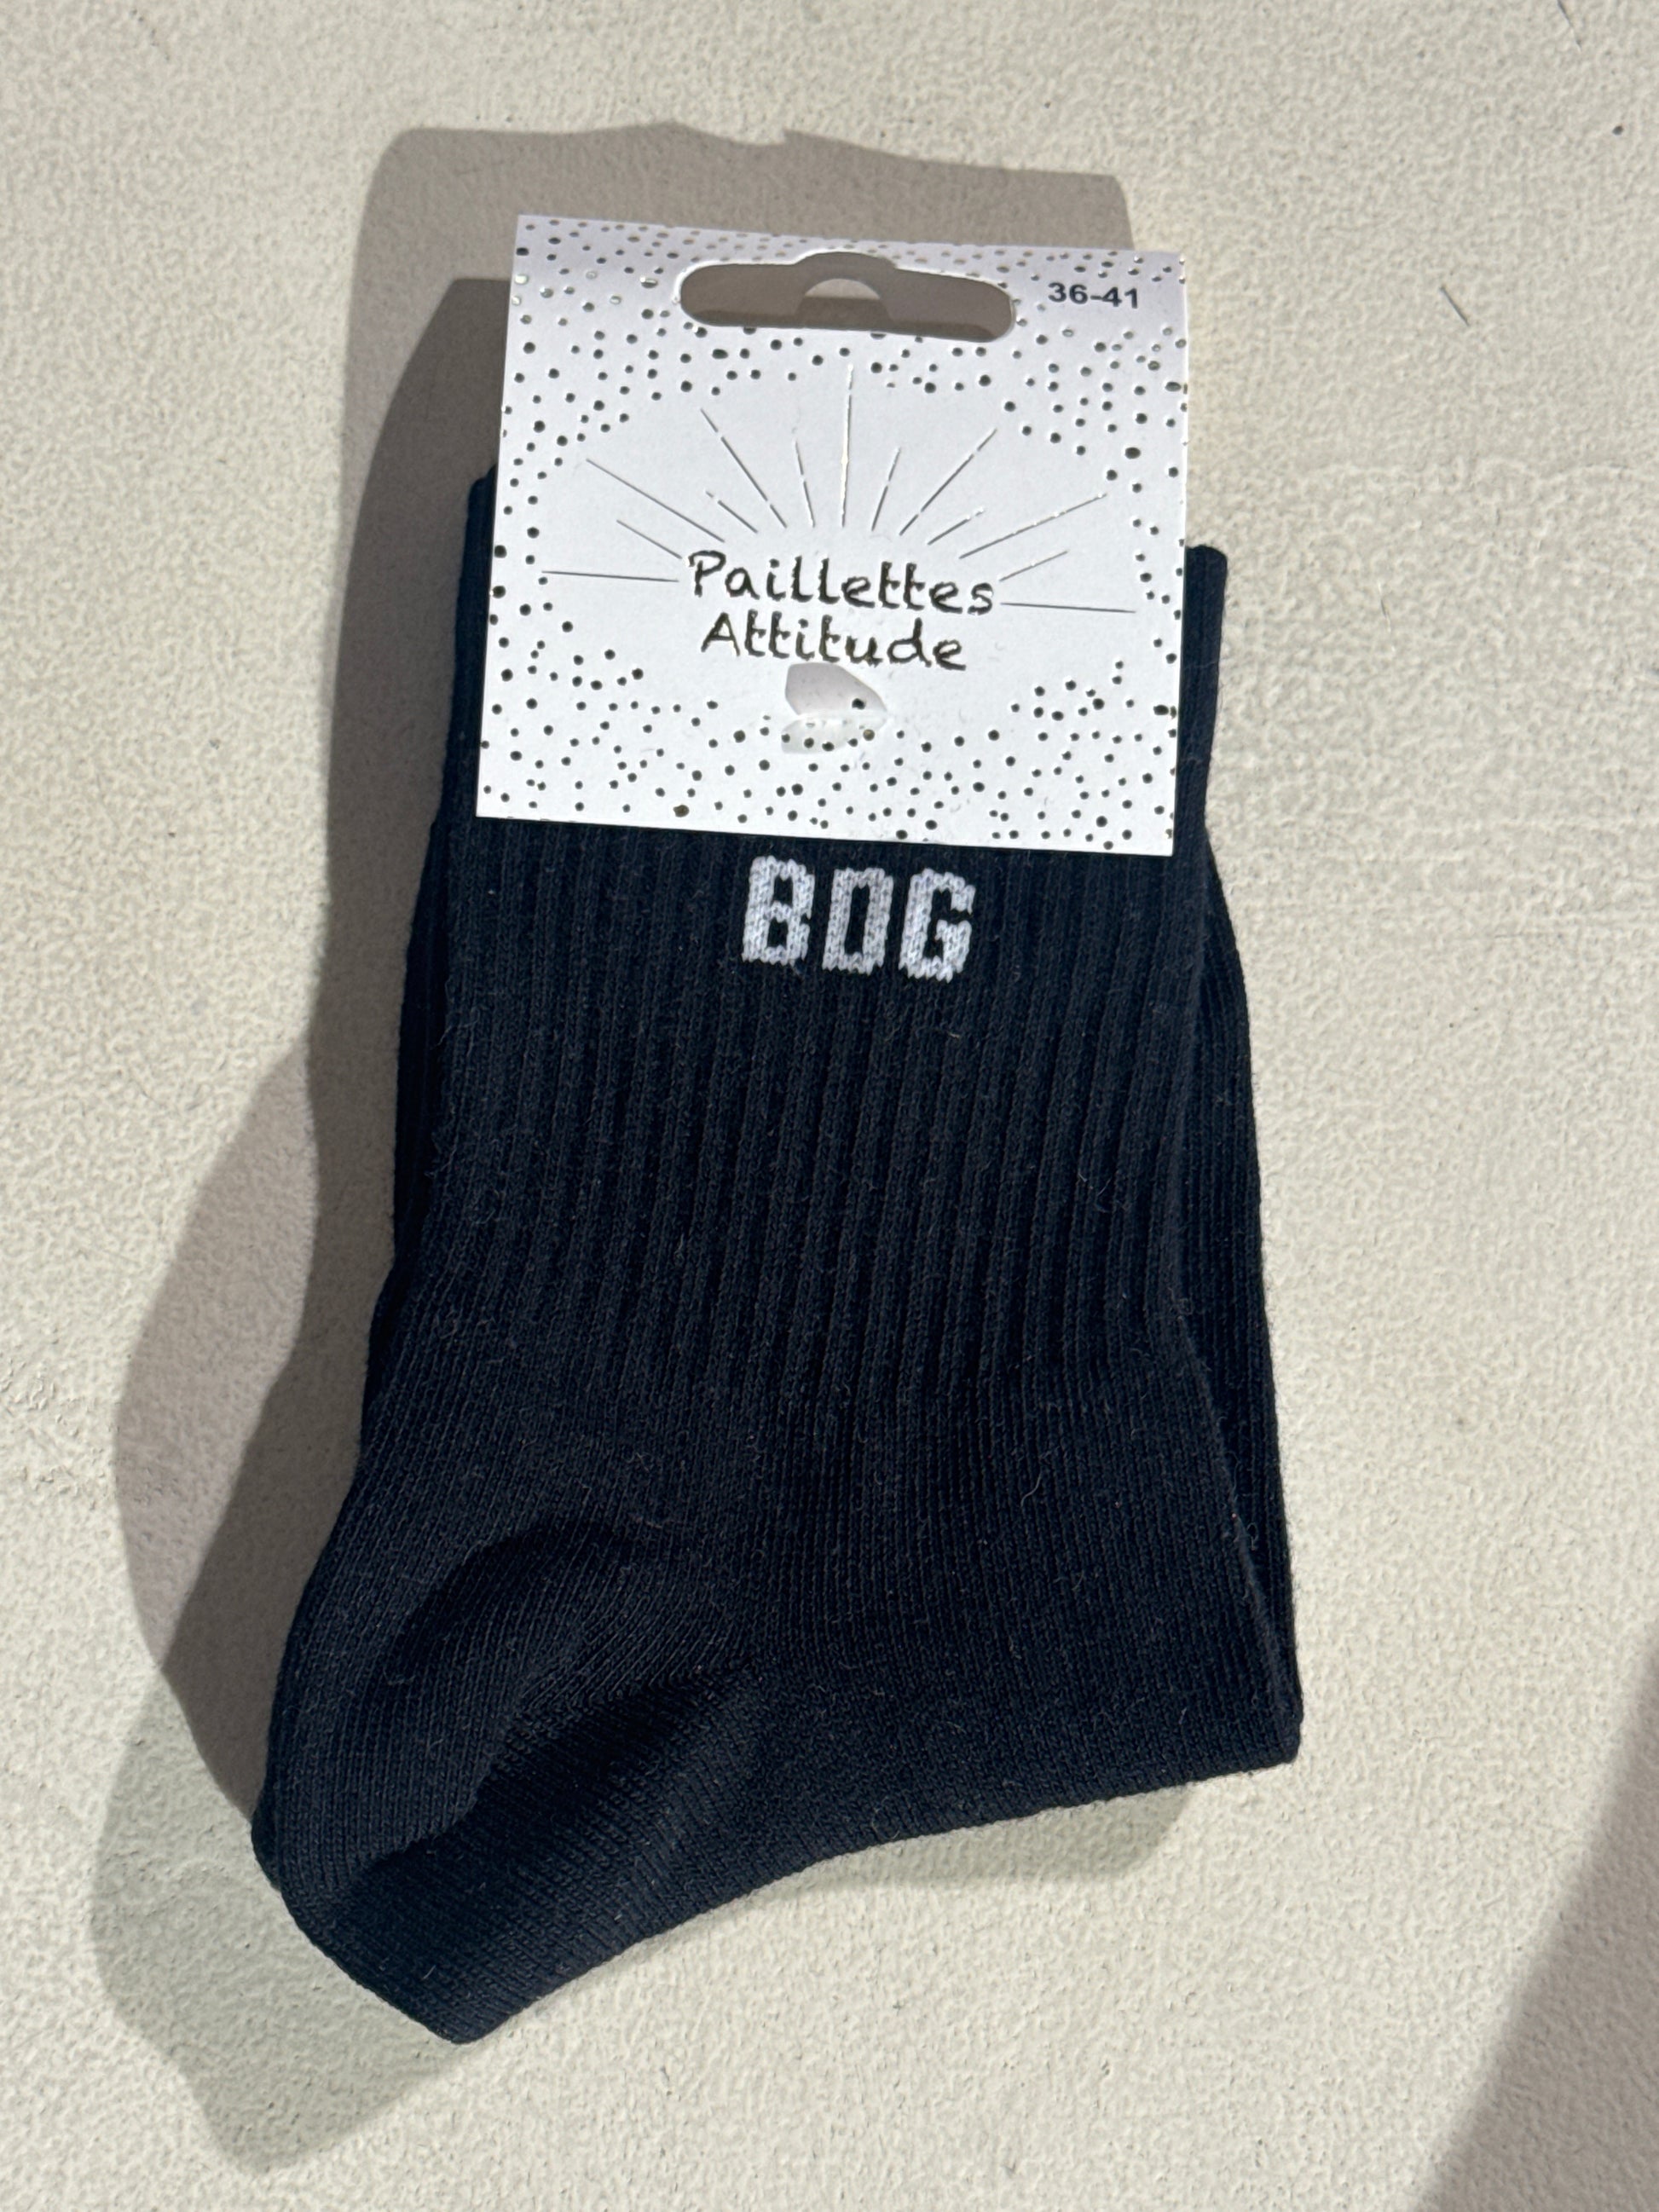 36-41
Paillettes
Attitude
BDG